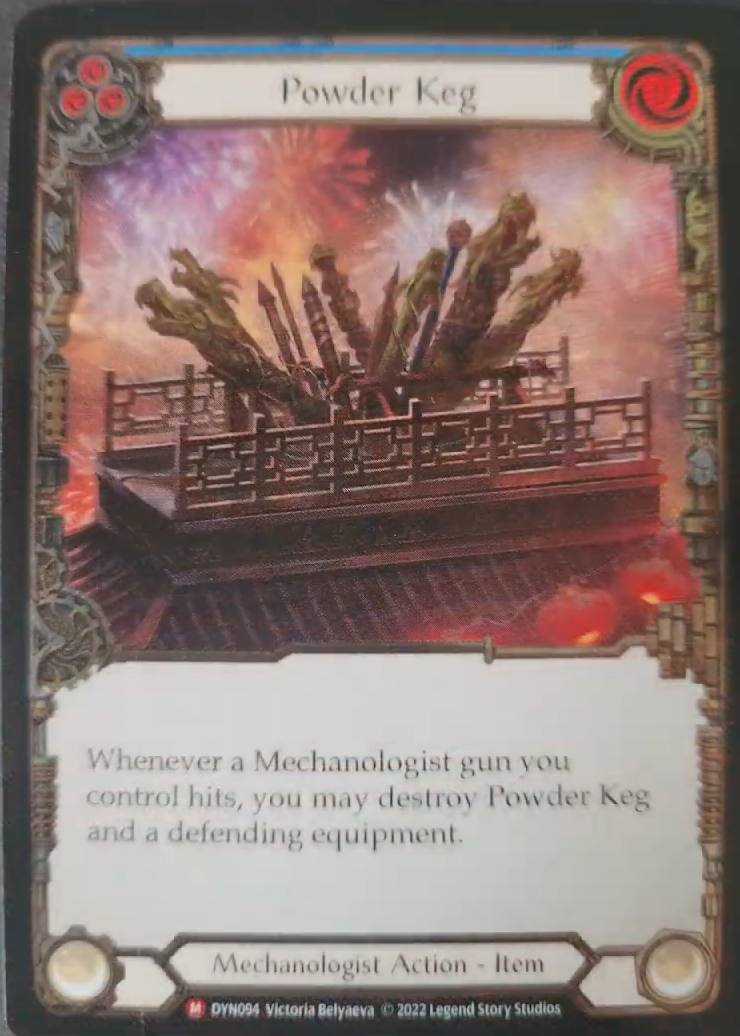 Powder Keg
Whenever a Mechanologist gun you
control hits, you may destroy Powder Keg
and a defending equipment.
Mechanologist Action - Item
M DYN094 Victoria Belyaeva © 2022 Legend Story Studios